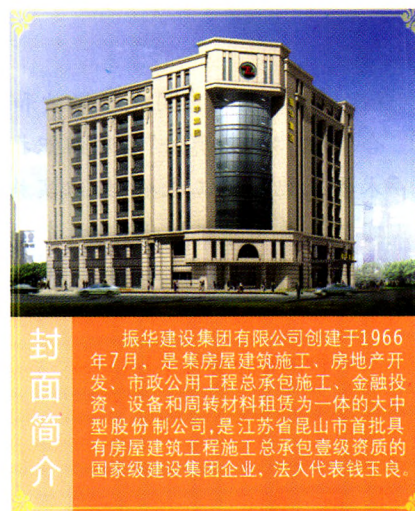 封面简介
振华建设集团有限公司创建于1966
年7月，是集房屋建筑施工、房地产开
发、市政公用工程总承包施工、金融投
资、设备和周转材料租赁为一体的大中
型股份制公司,是江苏省昆山市首批具
有房屋建筑工程施工总承包壹级资质的
国家级建设集团企业，法人代表钱玉良。